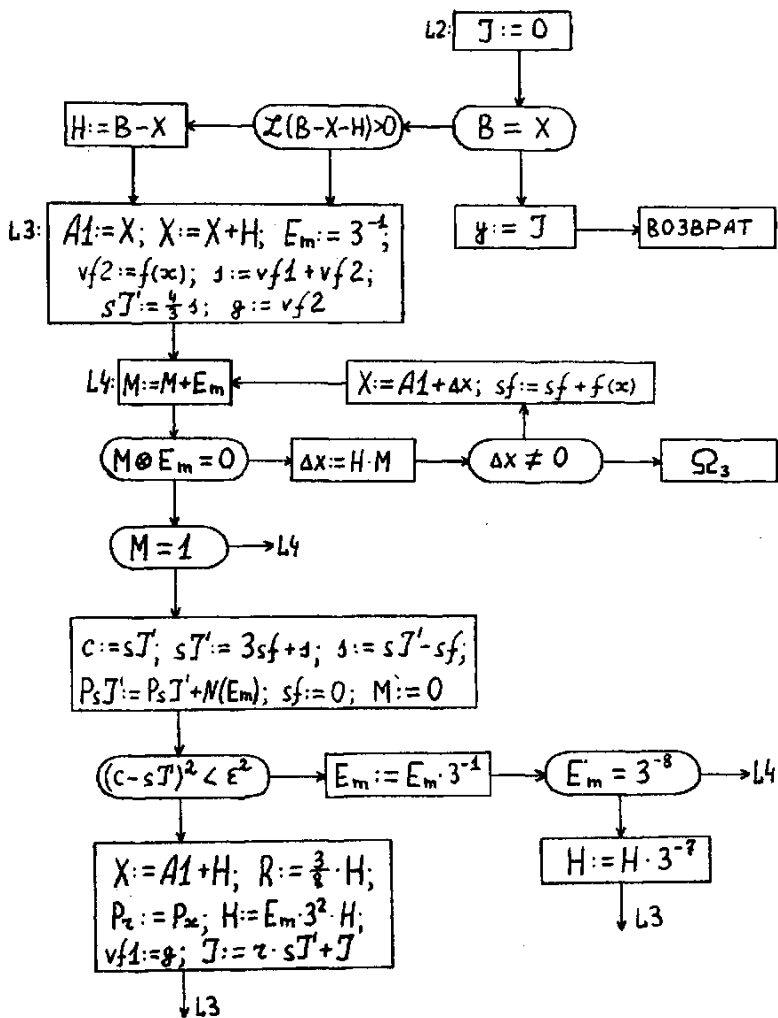 L2: J := 0
H := B - X
ℒ(B-X-H)>0
B = X
L3: A1 := X; X := X+H; Eₘ := 3⁻¹;
vf2 := f(x); s := vf1 + vf2;
sJ' := 4/3 s; g := vf2
y := J
ВОЗВРАТ
L4: M := M+Eₘ
X := A1 + Δx; sf := sf + f(x)
M ⊗ Eₘ = 0
Δx := H·M
Δx ≠ 0
Ω₃
M = 1
L4
c := sJ'; sJ' := 3sf + s; s := sJ' - sf;
PₛJ' := PₛJ' + N(Eₘ); sf := 0; M := 0
(c - sJ')² < ε²
Eₘ := Eₘ · 3⁻¹
Eₘ = 3⁻⁸
L4
X := A1 + H; R := 3/8 · H;
H := H · 3⁻⁷
Pᵣ := Pₓ; H := Eₘ · 3² · H;
vf1 := g; J := r · sJ' + J
L3
L3